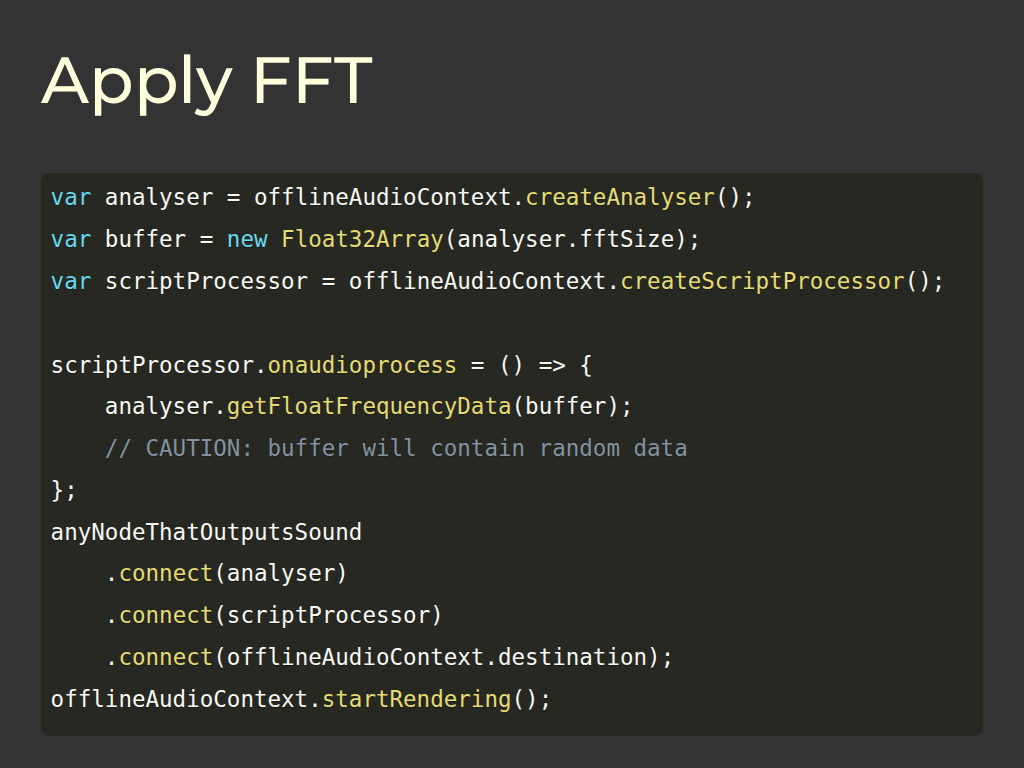 Apply FFT
var analyser = offlineAudioContext.createAnalyser();
var buffer = new Float32Array(analyser.fftSize);
var scriptProcessor = offlineAudioContext.createScriptProcessor();

scriptProcessor.onaudioprocess = () => {
    analyser.getFloatFrequencyData(buffer);
    // CAUTION: buffer will contain random data
};
anyNodeThatOutputsSound
    .connect(analyser)
    .connect(scriptProcessor)
    .connect(offlineAudioContext.destination);
offlineAudioContext.startRendering();